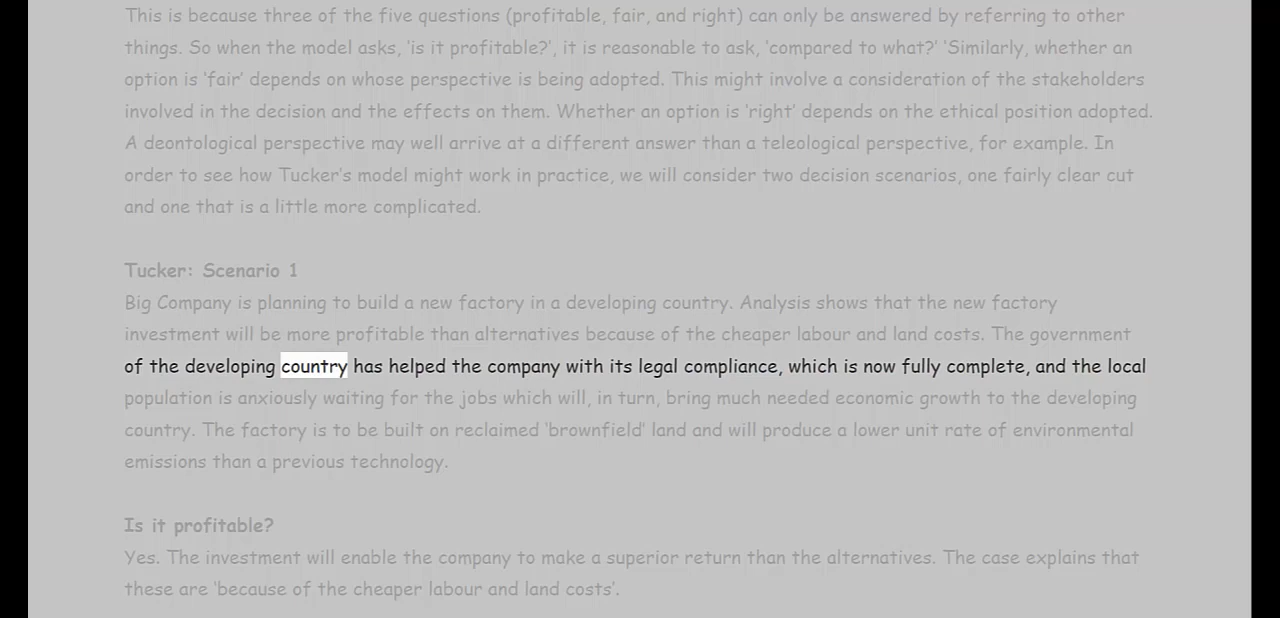 This is because three of the five questions (profitable, fair, and right) can only be answered by referring to other
things. So when the model asks, 'is it profitable?', it is reasonable to ask, 'compared to what?' 'Similarly, whether an
option is 'fair' depends on whose perspective is being adopted. This might involve a consideration of the stakeholders
involved in the decision and the effects on them. Whether an option is 'right' depends on the ethical position adopted.
A deontological perspective may well arrive at a different answer than a teleological perspective, for example. In
order to see how Tucker's model might work in practice, we will consider two decision scenarios, one fairly clear cut
and one that is a little more complicated.
Tucker: Scenario 1
Big Company is planning to build a new factory in a developing country. Analysis shows that the new factory
investment will be more profitable than alternatives because of the cheaper labour and land costs. The government
of the developing country has helped the company with its legal compliance, which is now fully complete, and the local
population is anxiously waiting for the jobs which will, in turn, bring much needed economic growth to the developing
country. The factory is to be built on reclaimed 'brownfield' land and will produce a lower unit rate of environmental
emissions than a previous technology.
Is it profitable?
Yes. The investment will enable the company to make a superior return than the alternatives. The case explains that
these are 'because of the cheaper labour and land costs'.